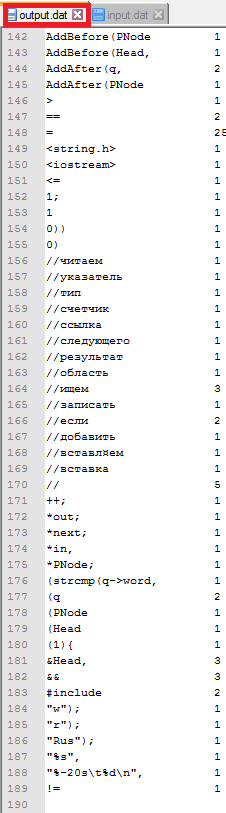 output.dat input.dat
142 AddBefore(PNode 1
143 AddBefore(Head, 1
144 AddAfter(q, 2
145 AddAfter(PNode 1
146 > 1
147 == 2
148 = 25
149 <string.h> 1
150 <iostream> 1
151 <= 1
152 1; 1
153 1 1
154 0)) 1
155 0) 1
156 //читаем 1
157 //указатель 1
158 //тип 1
159 //счетчик 1
160 //ссылка 1
161 //следующего 1
162 //результат 1
163 //область 1
164 //ищем 3
165 //записать 1
166 //если 2
167 //добавить 1
168 //вставляем 1
169 //вставка 1
170 // 5
171 ++; 1
172 *out; 1
173 *next; 1
174 *in, 1
175 *PNode; 1
176 (strcmp(q->word, 1
177 (q 2
178 (PNode 1
179 (Head 1
180 (1){ 1
181 &Head, 3
182 && 3
183 #include 2
184 "w"); 1
185 "r"); 1
186 "Rus"); 1
187 "%s", 1
188 "%-20s\t%d\n", 1
189 != 1
190